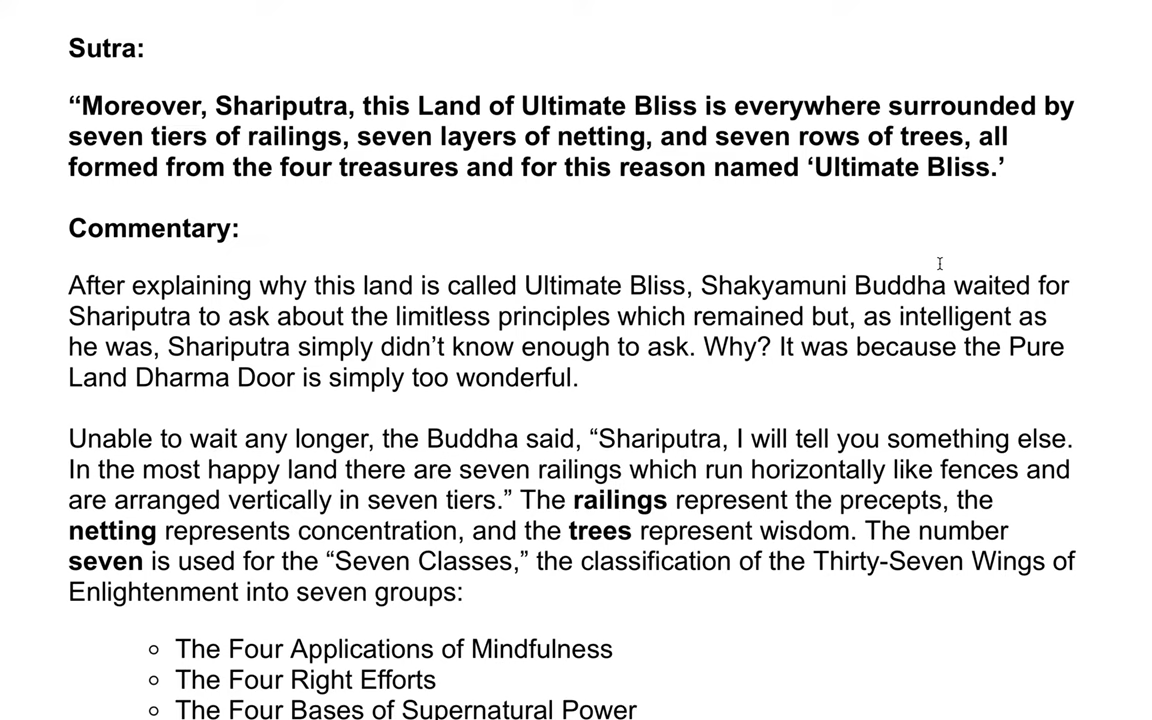 Sutra:
“Moreover, Shariputra, this Land of Ultimate Bliss is everywhere surrounded by
seven tiers of railings, seven layers of netting, and seven rows of trees, all
formed from the four treasures and for this reason named ‘Ultimate Bliss.’
Commentary:
After explaining why this land is called Ultimate Bliss, Shakyamuni Buddha waited for
Shariputra to ask about the limitless principles which remained but, as intelligent as
he was, Shariputra simply didn’t know enough to ask. Why? It was because the Pure
Land Dharma Door is simply too wonderful.
Unable to wait any longer, the Buddha said, “Shariputra, I will tell you something else.
In the most happy land there are seven railings which run horizontally like fences and
are arranged vertically in seven tiers.” The railings represent the precepts, the
netting represents concentration, and the trees represent wisdom. The number
seven is used for the “Seven Classes,” the classification of the Thirty-Seven Wings of
Enlightenment into seven groups:
The Four Applications of Mindfulness
The Four Right Efforts
The Four Bases of Supernatural Power